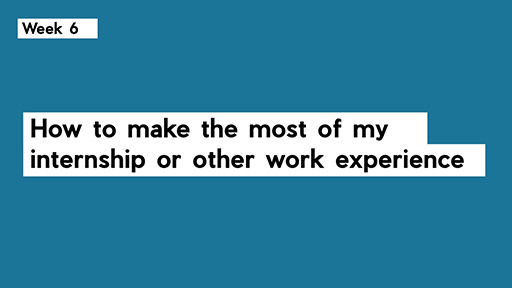 Week 6
How to make the most of my
internship or other work experience